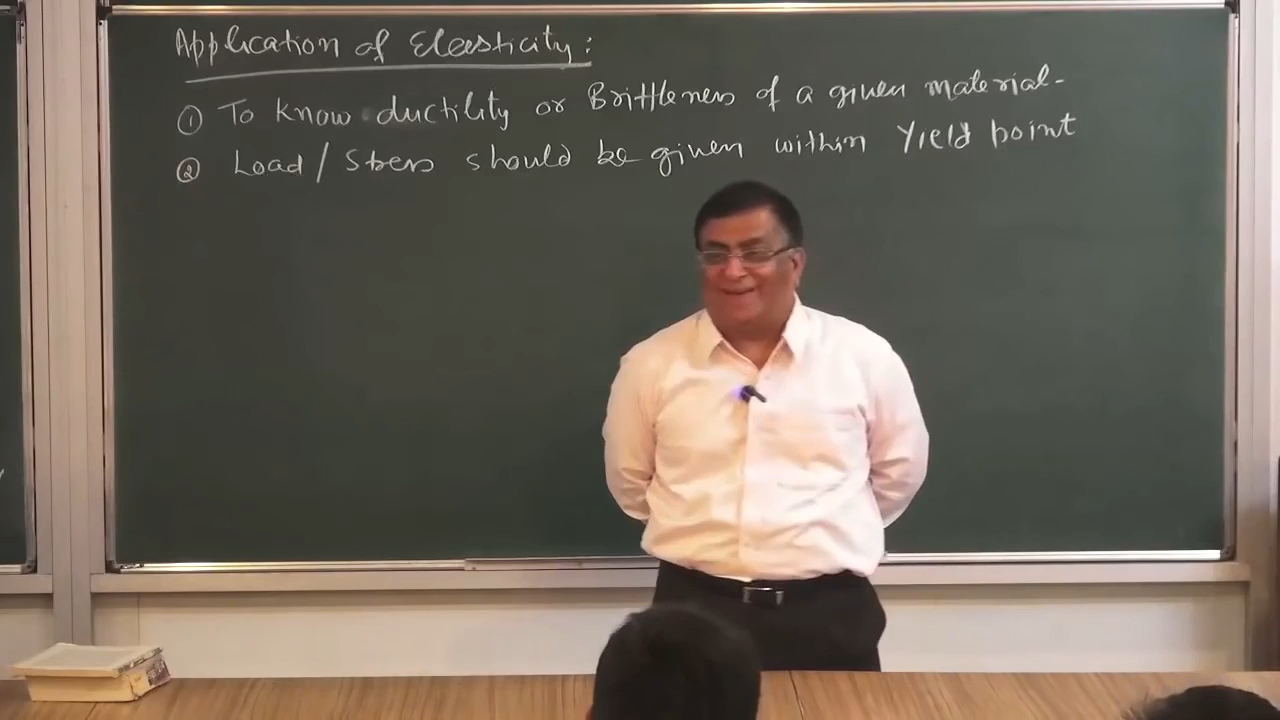 Application of Elasticity:
① To know ductility or Brittleness of a given material-
② Load/Stress should be given within Yield point